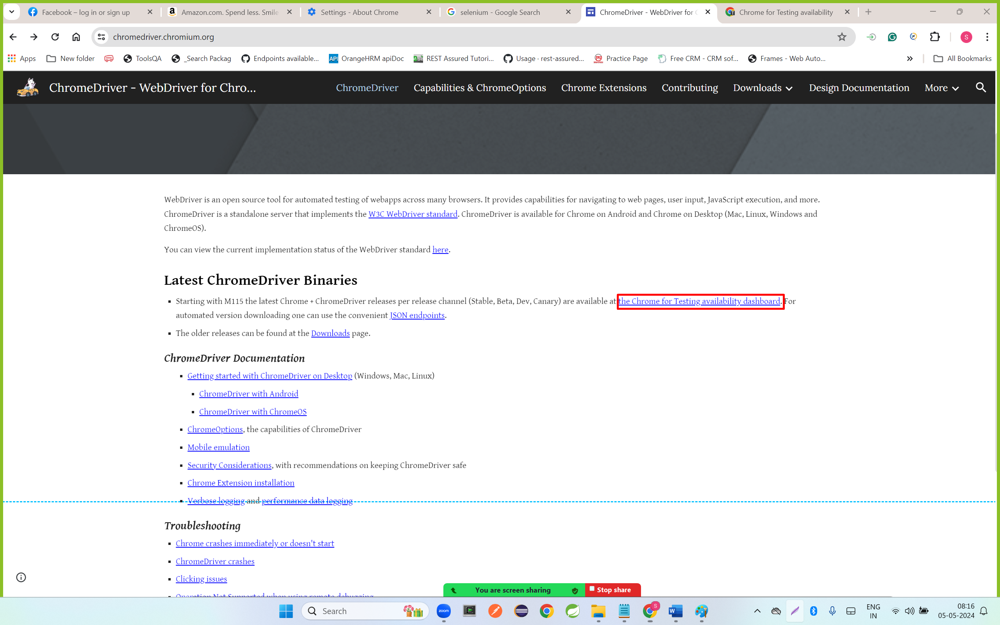 Facebook – log in or sign up
Amazon.com. Spend less. Smile
Settings - About Chrome
selenium - Google Search
ChromeDriver - WebDriver for C
Chrome for Testing availability
chromedriver.chromium.org
S
Apps
New folder
ToolsQA
_Search Packag
Endpoints available...
API OrangeHRM apiDoc
REST Assured Tutori...
Usage · rest-assured...
Practice Page
Free CRM - CRM sof...
Frames - Web Auto...
All Bookmarks
ChromeDriver - WebDriver for Chro...
ChromeDriver
Capabilities & ChromeOptions
Chrome Extensions
Contributing
Downloads
Design Documentation
More
WebDriver is an open source tool for automated testing of webapps across many browsers. It provides capabilities for navigating to web pages, user input, JavaScript execution, and more.
ChromeDriver is a standalone server that implements the W3C WebDriver standard. ChromeDriver is available for Chrome on Android and Chrome on Desktop (Mac, Linux, Windows and
ChromeOS).
You can view the current implementation status of the WebDriver standard here.
Latest ChromeDriver Binaries
Starting with M115 the latest Chrome + ChromeDriver releases per release channel (Stable, Beta, Dev, Canary) are available at the Chrome for Testing availability dashboard. For
automated version downloading one can use the convenient JSON endpoints.
The older releases can be found at the Downloads page.
ChromeDriver Documentation
Getting started with ChromeDriver on Desktop (Windows, Mac, Linux)
ChromeDriver with Android
ChromeDriver with ChromeOS
ChromeOptions, the capabilities of ChromeDriver
Mobile emulation
Security Considerations, with recommendations on keeping ChromeDriver safe
Chrome Extension installation
Verbose logging and performance data logging
Troubleshooting
Chrome crashes immediately or doesn't start
ChromeDriver crashes
Clicking issues
Operation Not Supported when using remote debugging
You are screen sharing
Stop share
Search
zoom
S
W
ENG
IN
08:16
05-05-2024